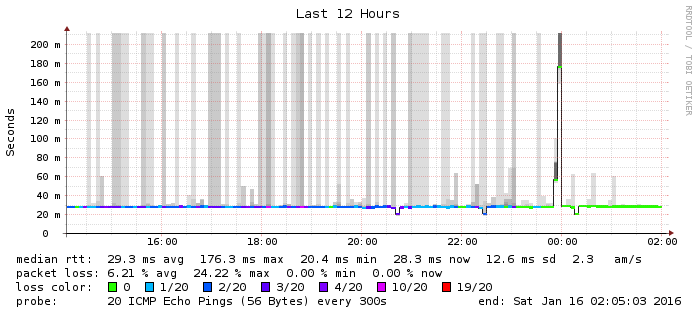 Last 12 Hours
RRDTOOL / TOBI OETIKER
Seconds
200 m
180 m
160 m
140 m
120 m
100 m
80 m
60 m
40 m
20 m
0
16:00 18:00 20:00 22:00 00:00 02:00
median rtt: 29.3 ms avg 176.3 ms max 20.4 ms min 28.3 ms now 12.6 ms sd 2.3 am/s
packet loss: 6.21 % avg 24.22 % max 0.00 % min 0.00 % now
loss color: 0 1/20 2/20 3/20 4/20 10/20 19/20
probe: 20 ICMP Echo Pings (56 Bytes) every 300s end: Sat Jan 16 02:05:03 2016